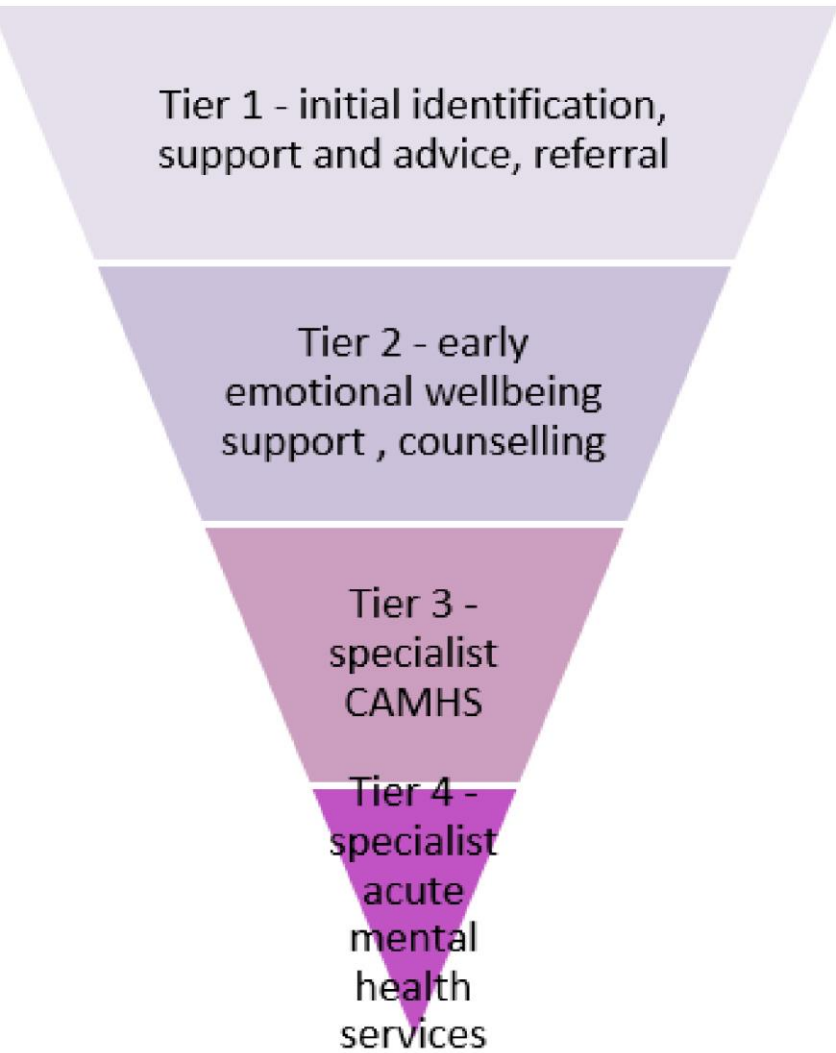 Tier 1 - initial identification,
support and advice, referral
Tier 2 - early
emotional wellbeing
support , counselling
Tier 3 -
specialist
CAMHS
Tier 4 -
specialist
acute
mental
health
services